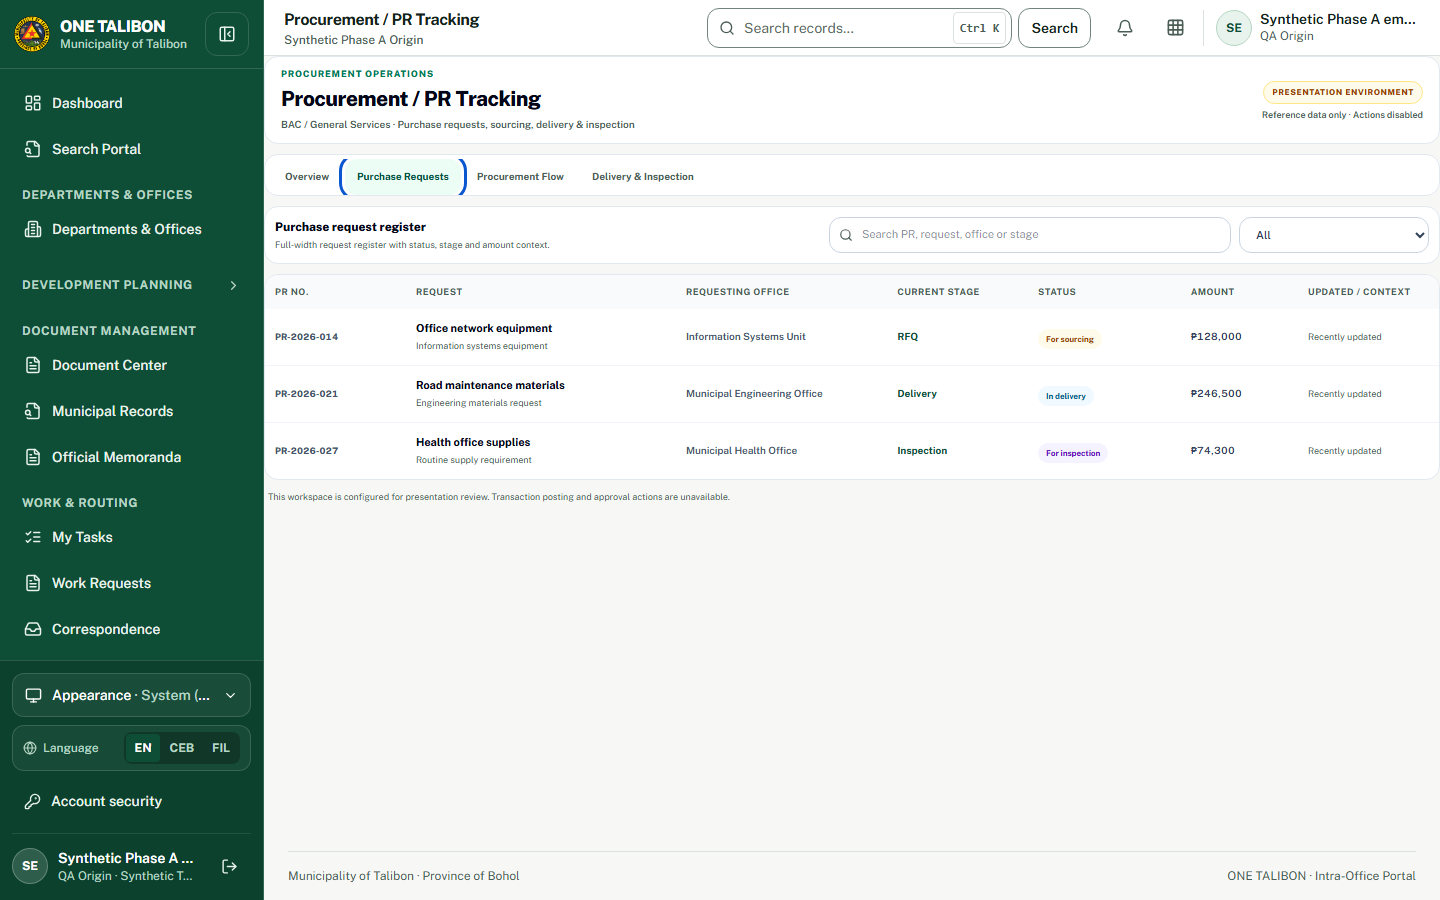 ONE TALIBON
Municipality of Talibon
Dashboard
Search Portal
DEPARTMENTS & OFFICES
Departments & Offices
DEVELOPMENT PLANNING
DOCUMENT MANAGEMENT
Document Center
Municipal Records
Official Memoranda
WORK & ROUTING
My Tasks
Work Requests
Correspondence
Appearance · System (...
Language EN CEB FIL
Account security
SE Synthetic Phase A ...
QA Origin · Synthetic T...
Procurement / PR Tracking
Synthetic Phase A Origin
Search records... Ctrl K Search
SE Synthetic Phase A em...
QA Origin
PROCUREMENT OPERATIONS
Procurement / PR Tracking
BAC / General Services · Purchase requests, sourcing, delivery & inspection
PRESENTATION ENVIRONMENT
Reference data only · Actions disabled
Overview Purchase Requests Procurement Flow Delivery & Inspection
Purchase request register
Full-width request register with status, stage and amount context.
Search PR, request, office or stage All
PR NO. REQUEST REQUESTING OFFICE CURRENT STAGE STATUS AMOUNT UPDATED / CONTEXT
PR-2026-014 Office network equipment Information Systems Unit RFQ For sourcing ₱128,000 Recently updated
Information systems equipment
PR-2026-021 Road maintenance materials Municipal Engineering Office Delivery In delivery ₱246,500 Recently updated
Engineering materials request
PR-2026-027 Health office supplies Municipal Health Office Inspection For inspection ₱74,300 Recently updated
Routine supply requirement
This workspace is configured for presentation review. Transaction posting and approval actions are unavailable.
Municipality of Talibon · Province of Bohol
ONE TALIBON · Intra-Office Portal